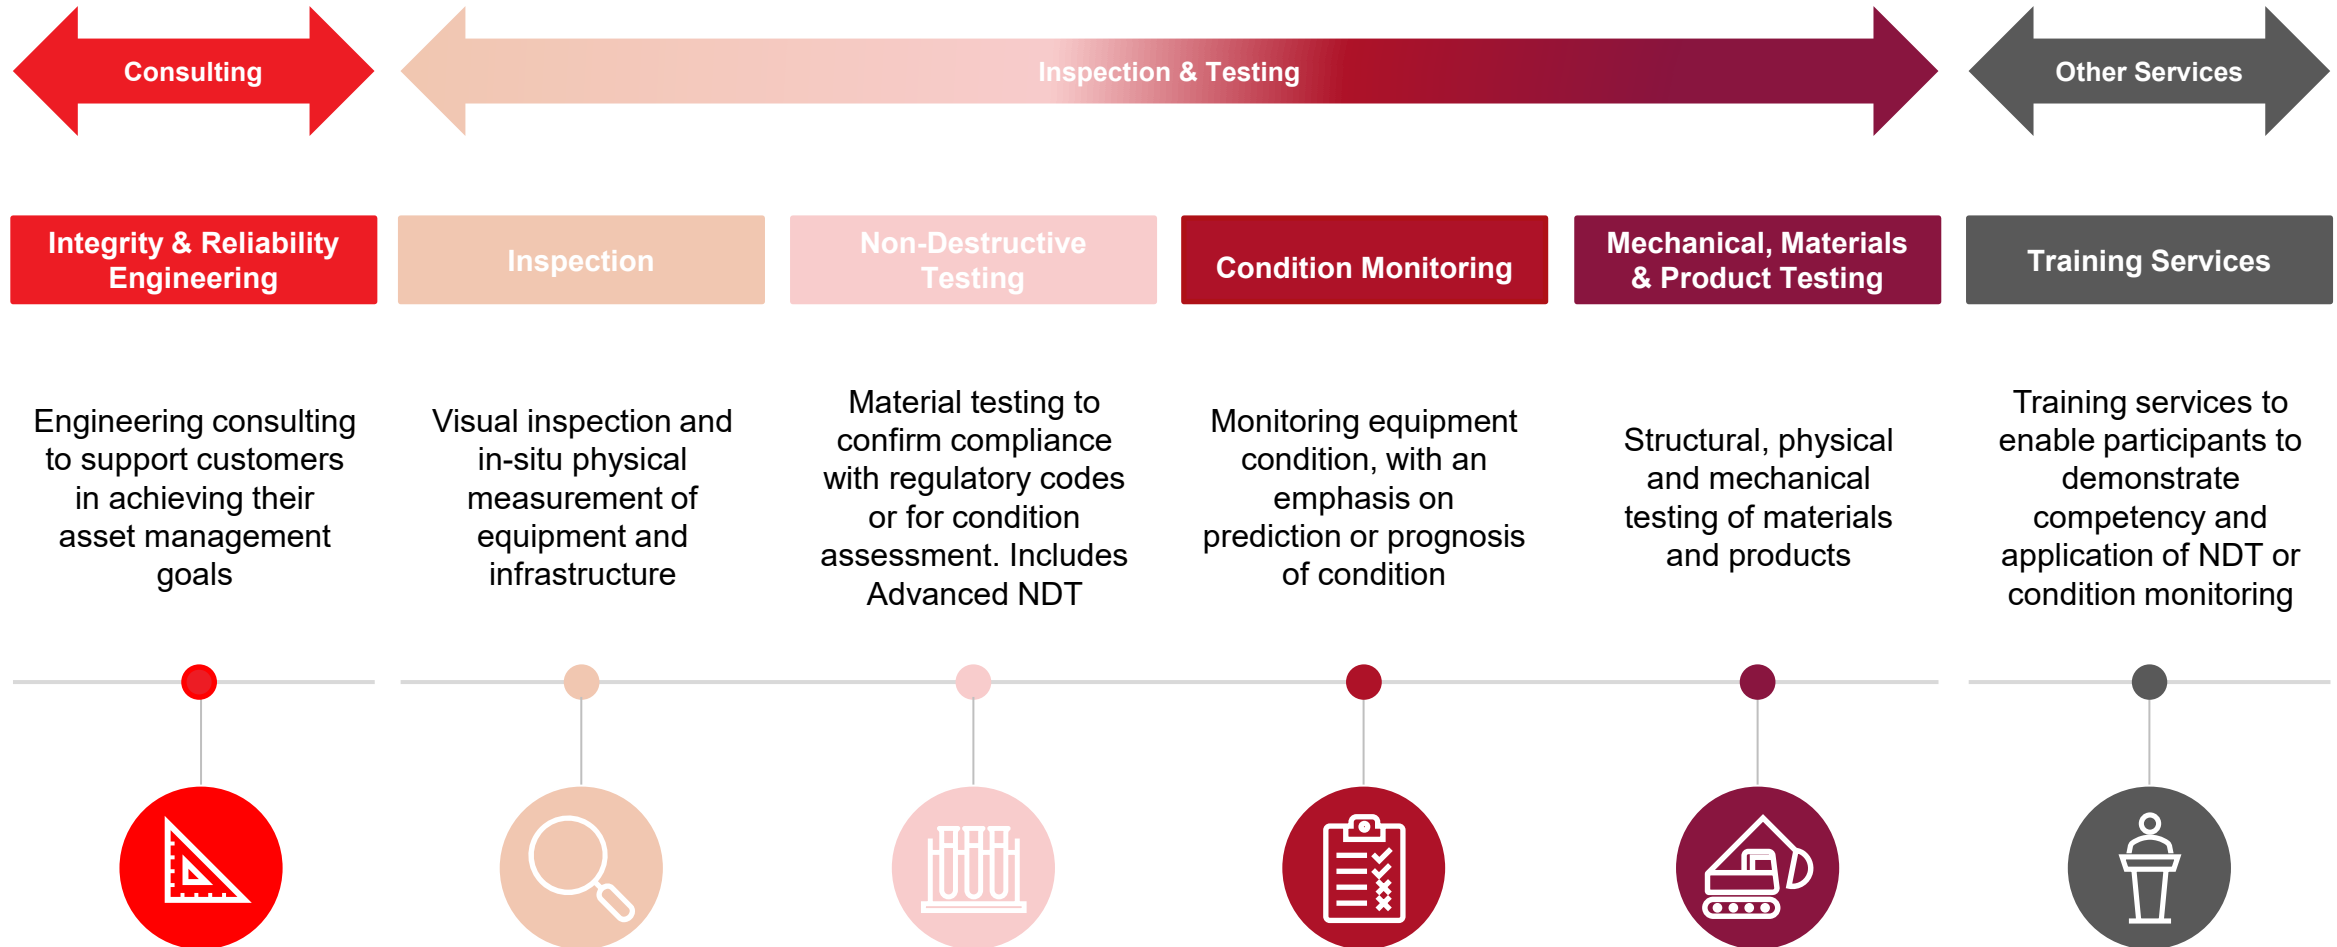 Consulting
Inspection & Testing
Other Services
Integrity & Reliability
Engineering
Inspection
Non-Destructive
Testing
Condition Monitoring
Mechanical, Materials
& Product Testing
Training Services
Engineering consulting
to support customers
in achieving their
asset management
goals
Visual inspection and
in-situ physical
measurement of
equipment and
infrastructure
Material testing to
confirm compliance
with regulatory codes
or for condition
assessment. Includes
Advanced NDT
Monitoring equipment
condition, with an
emphasis on
prediction or prognosis
of condition
Structural, physical
and mechanical
testing of materials
and products
Training services to
enable participants to
demonstrate
competency and
application of NDT or
condition monitoring